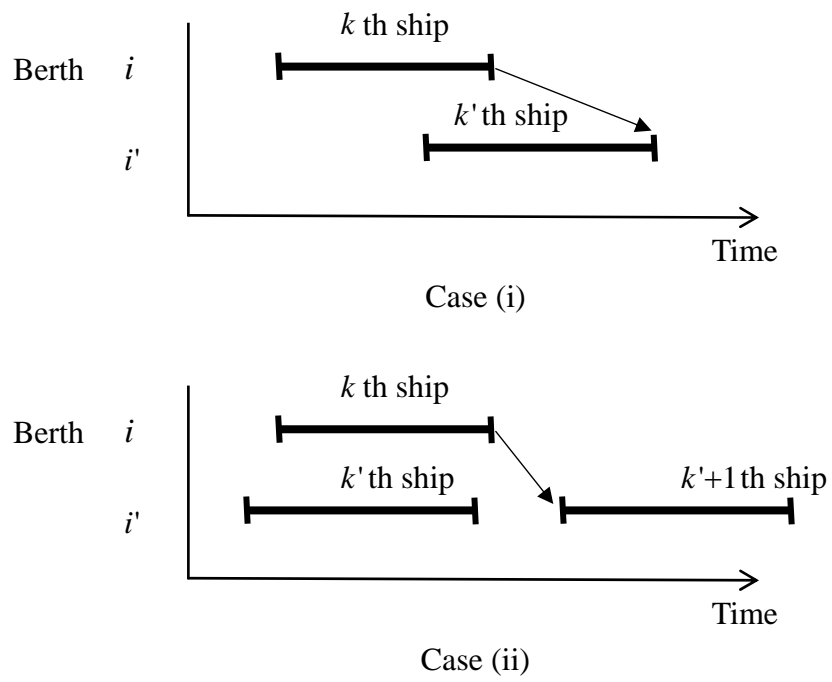 k th ship
Berth i
k' th ship
i'
Time
Case (i)
k th ship
Berth i
k' th ship k'+1 th ship
i'
Time
Case (ii)